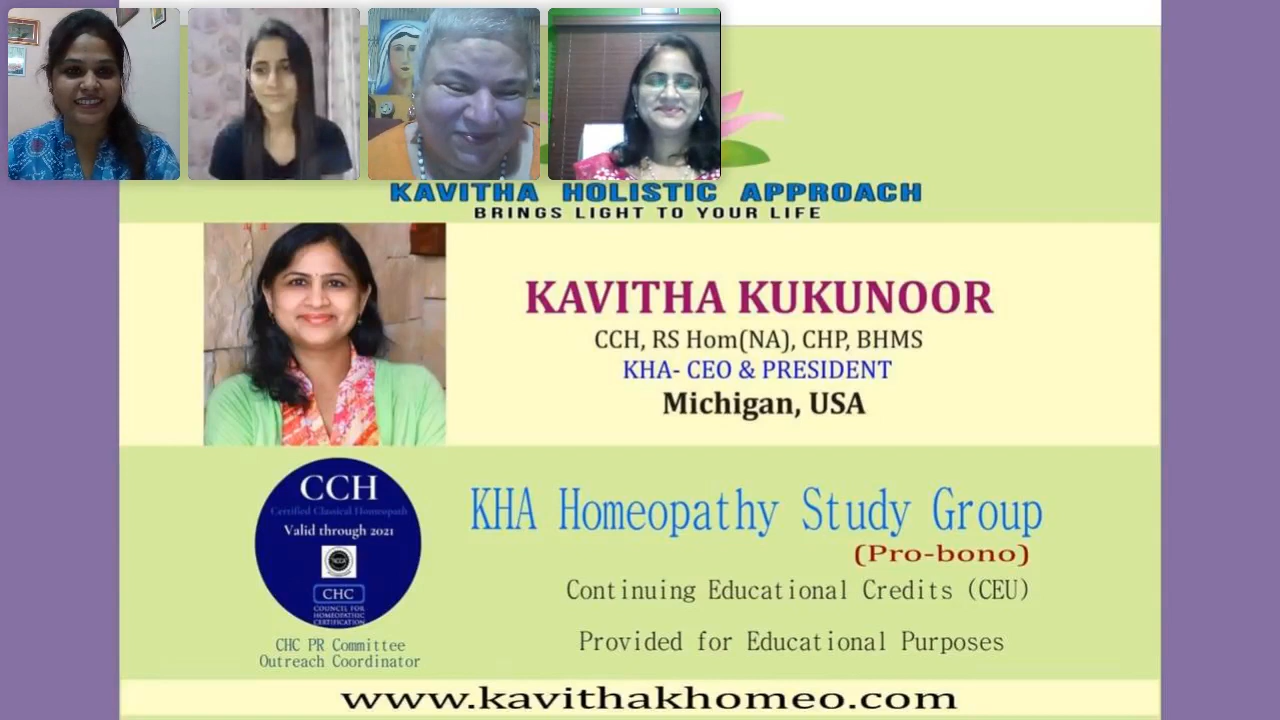 KAVITHA HOLISTIC APPROACH
BRINGS LIGHT TO YOUR LIFE
KAVITHA KUKUNOOR
CCH, RS Hom(NA), CHP, BHMS
KHA- CEO & PRESIDENT
Michigan, USA
CCH
Certified Classical Homeopath
Valid through 2021
CHC
COUNCIL FOR
HOMEOPATHIC
CERTIFICATION
CHC PR Committee
Outreach Coordinator
KHA Homeopathy Study Group
(Pro-bono)
Continuing Educational Credits (CEU)
Provided for Educational Purposes
www.kavithakhomeo.com